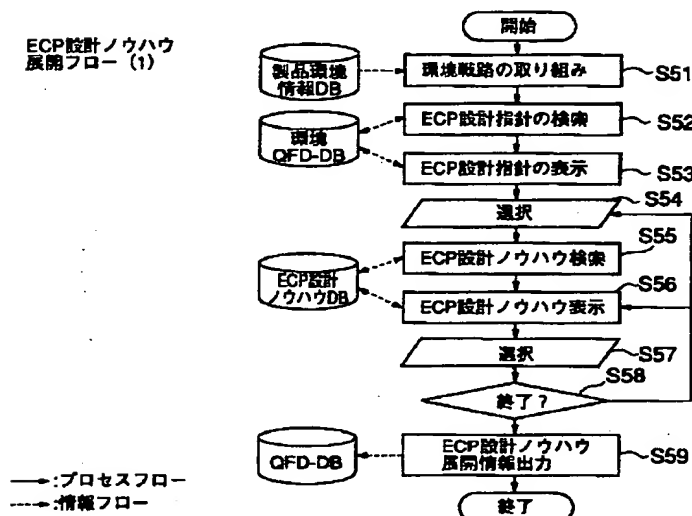 ECP設計ノウハウ
展開フロー（1）
開始
製品環境
情報DB
環境戦路の取り組み
S51
環境
QFD-DB
ECP設計指針の検索
S52
ECP設計指針の表示
S53
選択
S54
ECP設計
ノウハウDB
ECP設計ノウハウ検索
S55
ECP設計ノウハウ表示
S56
選択
S57
終了？
S58
QFD-DB
ECP設計ノウハウ
展開情報出力
S59
終了
:プロセスフロー
:情報フロー